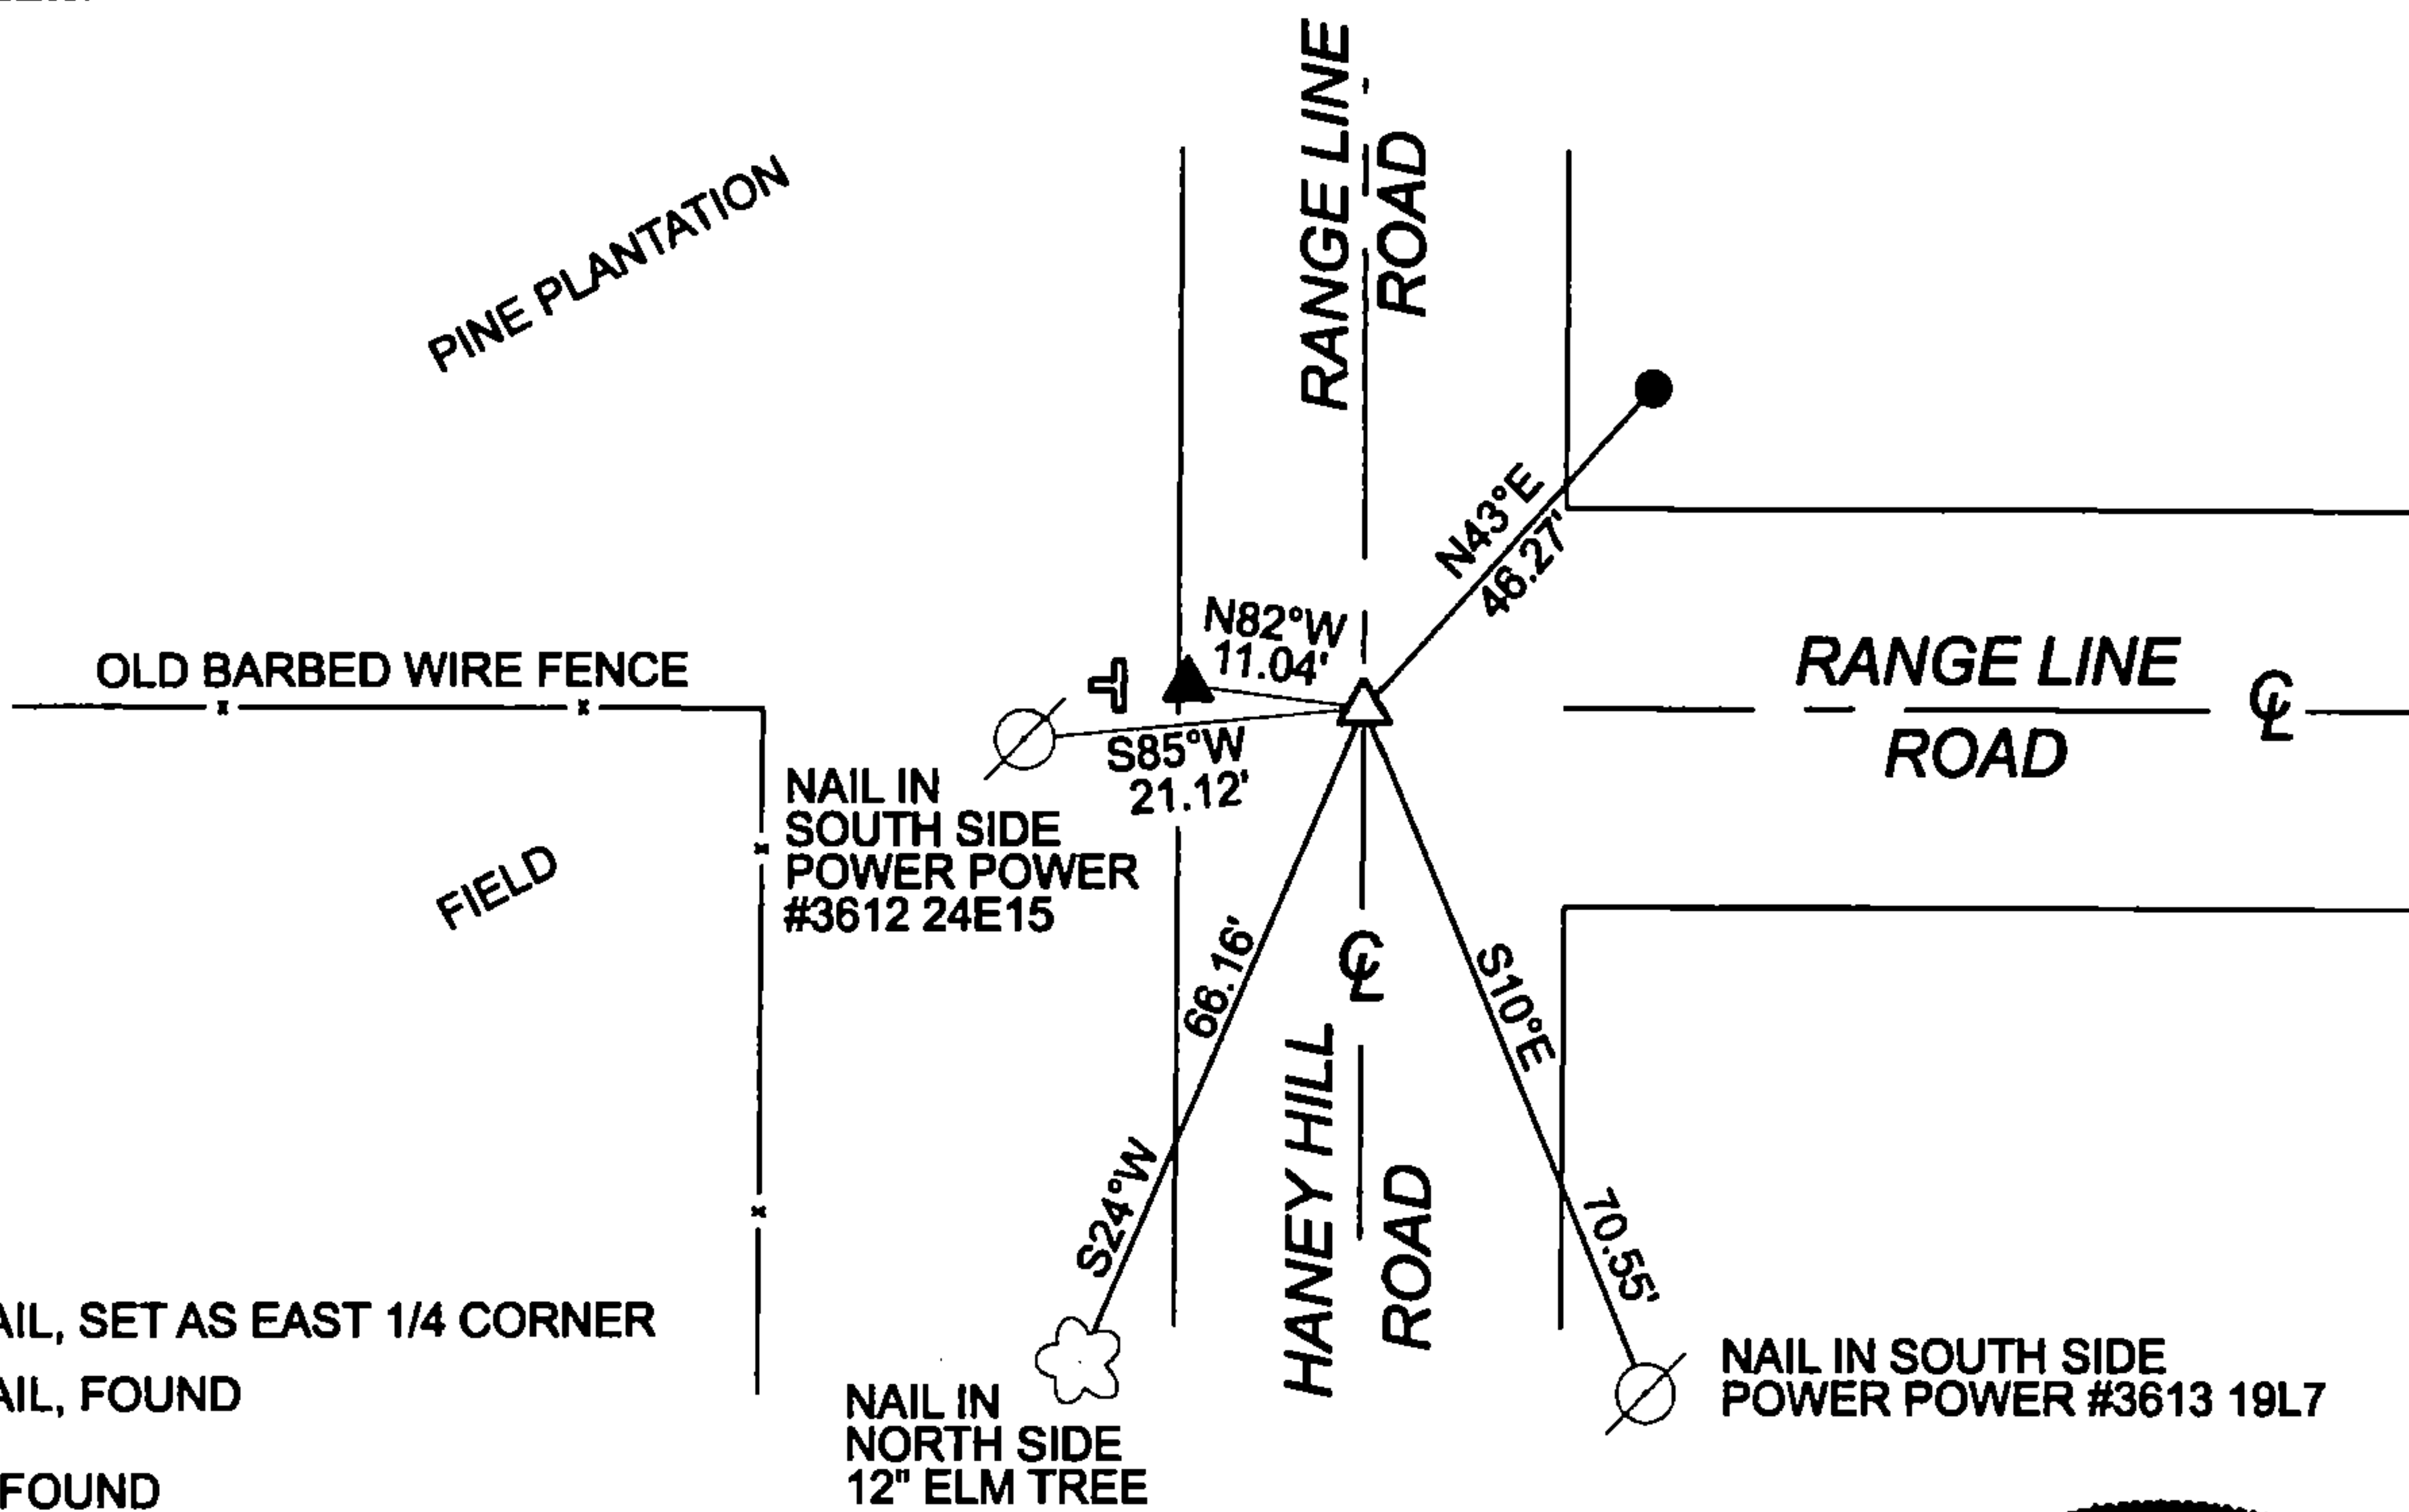 PINE PLANTATION
RANGE LINE
ROAD
N43°E
46.27'
N82°W
11.04'
OLD BARBED WIRE FENCE
RANGE LINE
ROAD
℄
S85°W
21.12'
NAIL IN
SOUTH SIDE
POWER POWER
#3612 24E15
FIELD
66.16'
S24°W
℄
HANEY HILL
ROAD
S10°E
70.55'
AIL, SET AS EAST 1/4 CORNER
AIL, FOUND
FOUND
NAIL IN
NORTH SIDE
12" ELM TREE
NAIL IN SOUTH SIDE
POWER POWER #3613 19L7